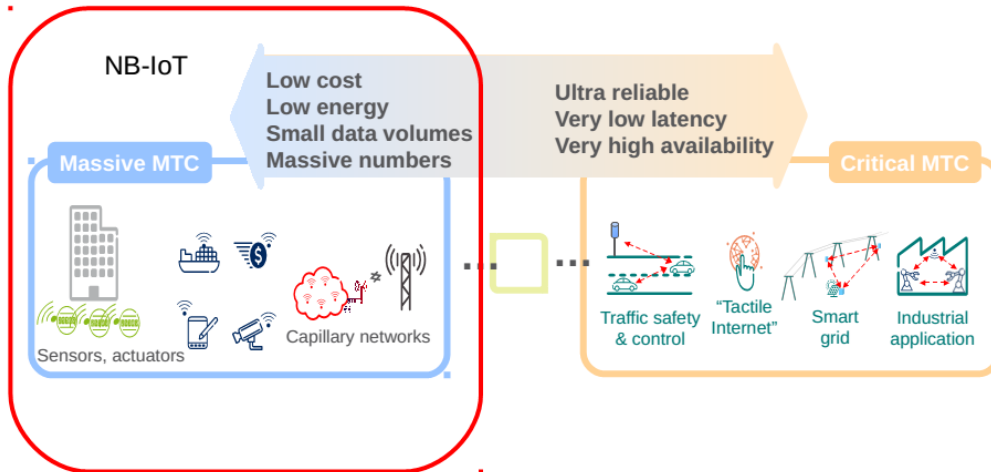 NB-IoT
Low cost
Low energy
Small data volumes
Massive numbers
Ultra reliable
Very low latency
Very high availability
Massive MTC
Critical MTC
Sensors, actuators
Capillary networks
Traffic safety
& control
“Tactile
Internet”
Smart
grid
Industrial
application